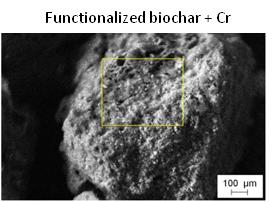 Functionalized biochar + Cr
100 µm